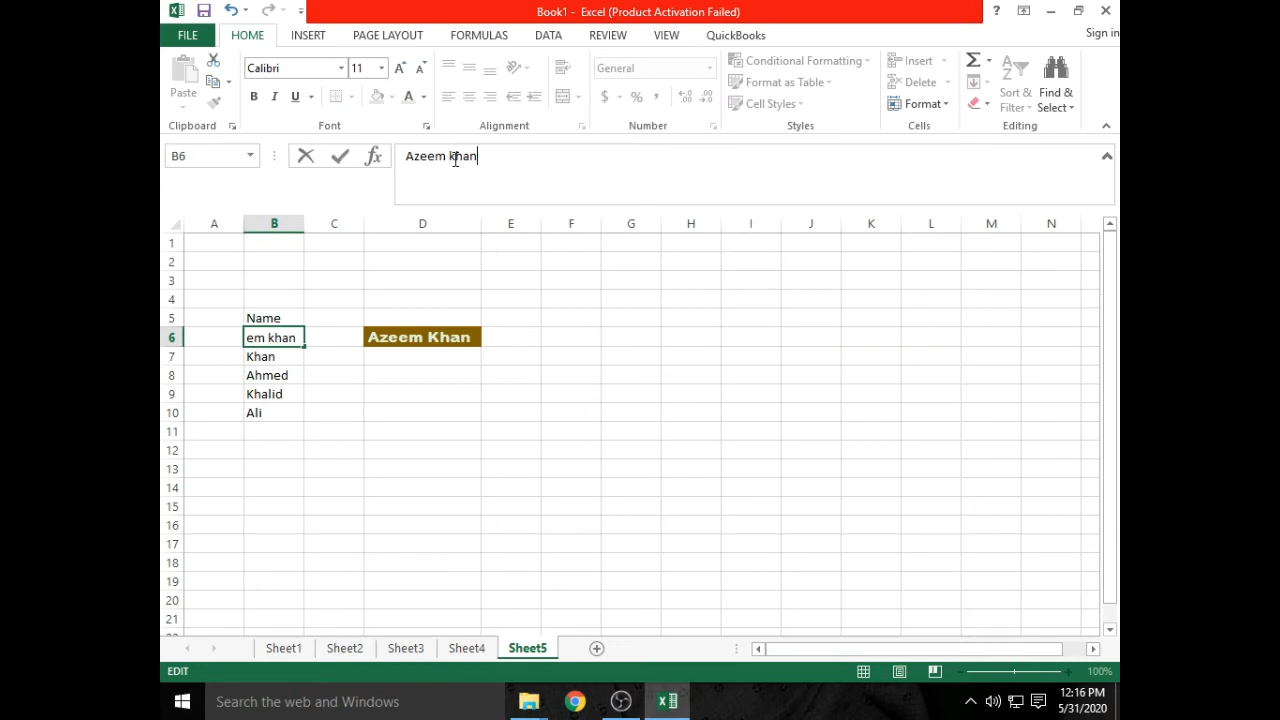 Book1 - Excel (Product Activation Failed)
?
Sign in
FILE HOME INSERT PAGE LAYOUT FORMULAS DATA REVIEW VIEW QuickBooks
Calibri 11 General
Conditional Formatting
Format as Table
Cell Styles
Insert
Delete
Format
Paste
B I U A
$ % ,
Sort & Filter
Find & Select
Clipboard Font Alignment Number Styles Cells Editing
B6 fx Azeem khan
A B C D E F G H I J K L M N
1
2
3
4
5 Name
6 em khan Azeem Khan
7 Khan
8 Ahmed
9 Khalid
10 Ali
11
12
13
14
15
16
17
18
19
20
21
Sheet1 Sheet2 Sheet3 Sheet4 Sheet5
EDIT 100%
Search the web and Windows
12:16 PM
5/31/2020